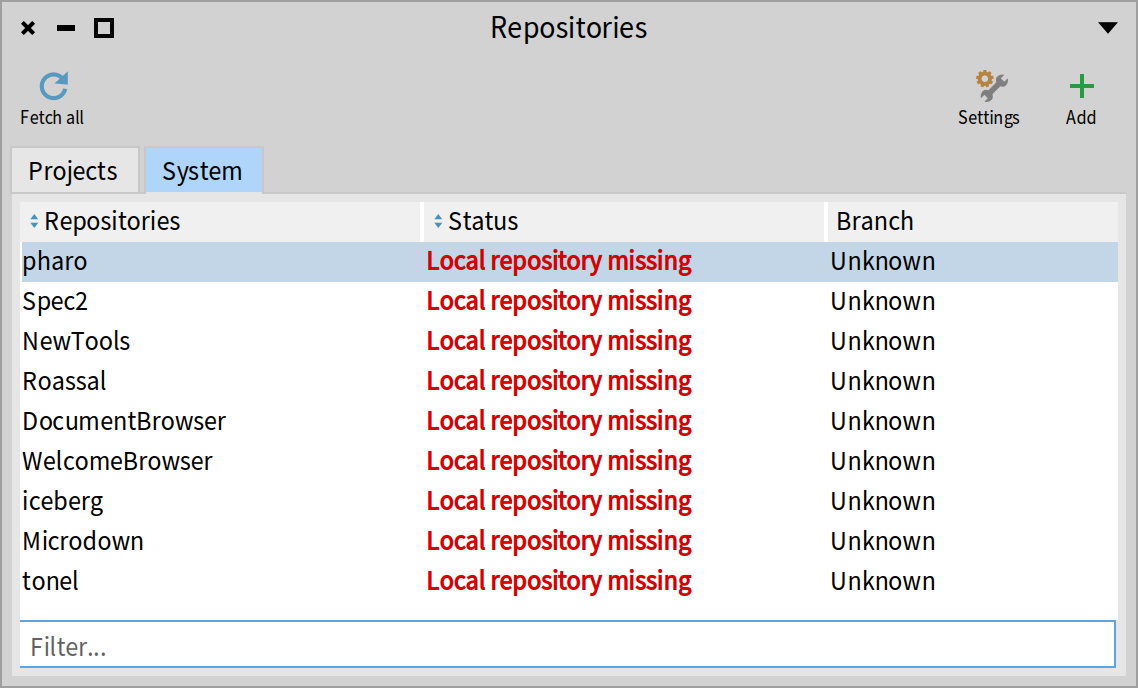 Repositories
Fetch all
Settings
Add
Projects
System
Repositories Status Branch
pharo Local repository missing Unknown
Spec2 Local repository missing Unknown
NewTools Local repository missing Unknown
Roassal Local repository missing Unknown
DocumentBrowser Local repository missing Unknown
WelcomeBrowser Local repository missing Unknown
iceberg Local repository missing Unknown
Microdown Local repository missing Unknown
tonel Local repository missing Unknown
Filter...